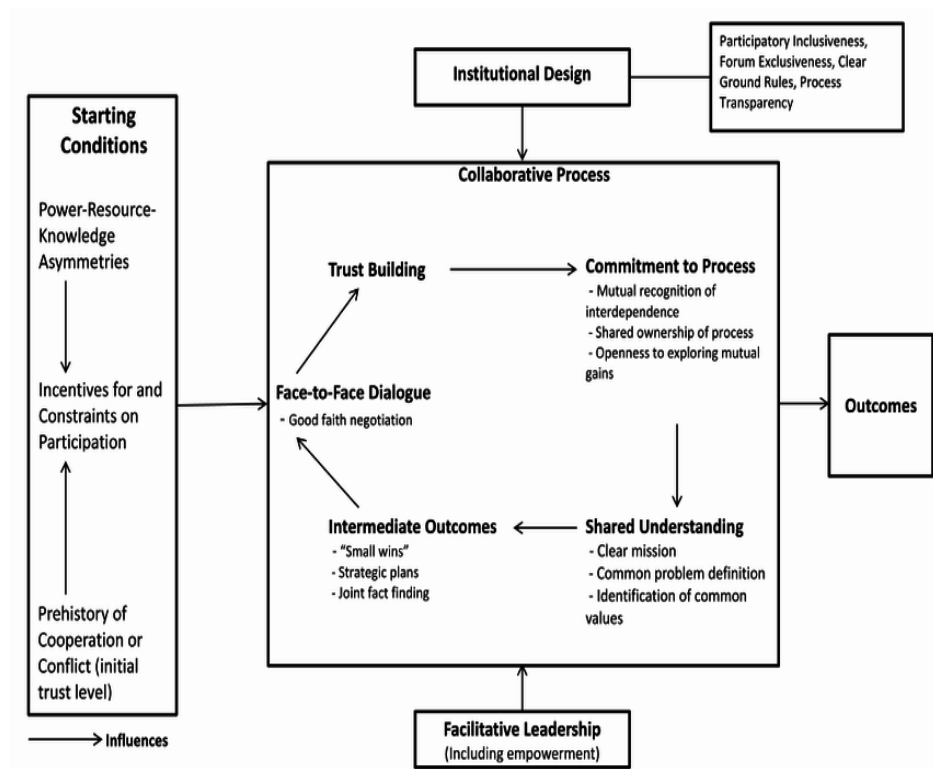 Institutional Design
Participatory Inclusiveness,
Forum Exclusiveness, Clear
Ground Rules, Process
Transparency
Starting
Conditions
Power-Resource-
Knowledge
Asymmetries
Incentives for and
Constraints on
Participation
Prehistory of
Cooperation or
Conflict (initial
trust level)
Influences
Collaborative Process
Trust Building
Commitment to Process
- Mutual recognition of
interdependence
- Shared ownership of process
- Openness to exploring mutual
gains
Face-to-Face Dialogue
- Good faith negotiation
Intermediate Outcomes
- “Small wins”
- Strategic plans
- Joint fact finding
Shared Understanding
- Clear mission
- Common problem definition
- Identification of common
values
Outcomes
Facilitative Leadership
(Including empowerment)